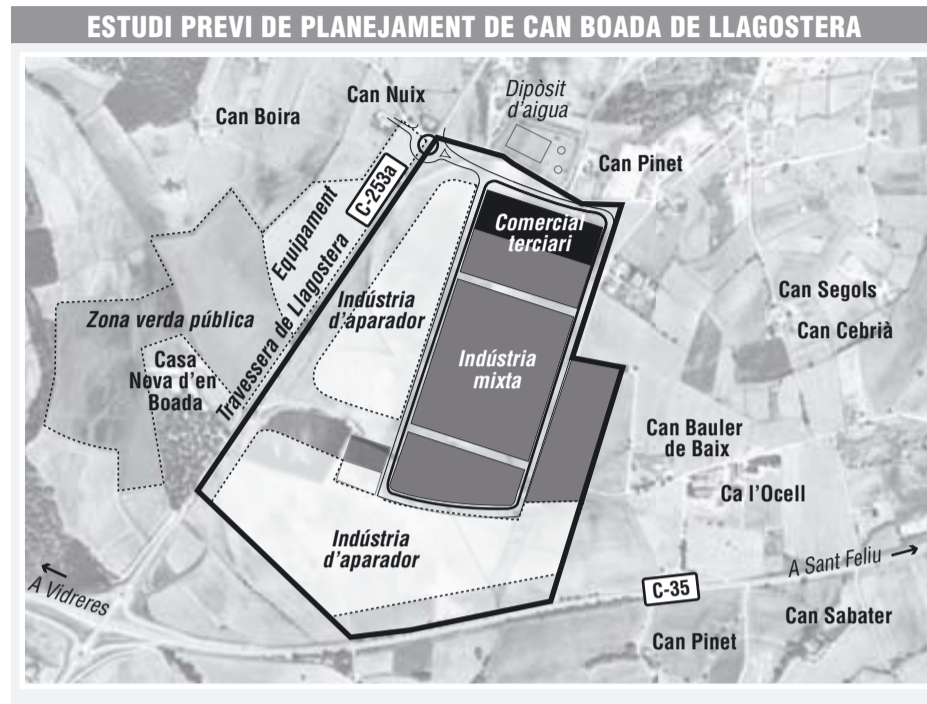 ESTUDI PREVI DE PLANEJAMENT DE CAN BOADA DE LLAGOSTERA
Can Nuix
Can Boira
Dipòsit
d'aigua
Can Pinet
C-253a
Equipament
Travessera de Llagostera
Comercial
terciari
Indústria
d'aparador
Can Segols
Can Cebrià
Zona verda pública
Casa
Nova d'en
Boada
Indústria
mixta
Can Bauler
de Baix
Ca l'Ocell
Indústria
d'aparador
A Vidreres
A Sant Feliu
C-35
Can Sabater
Can Pinet